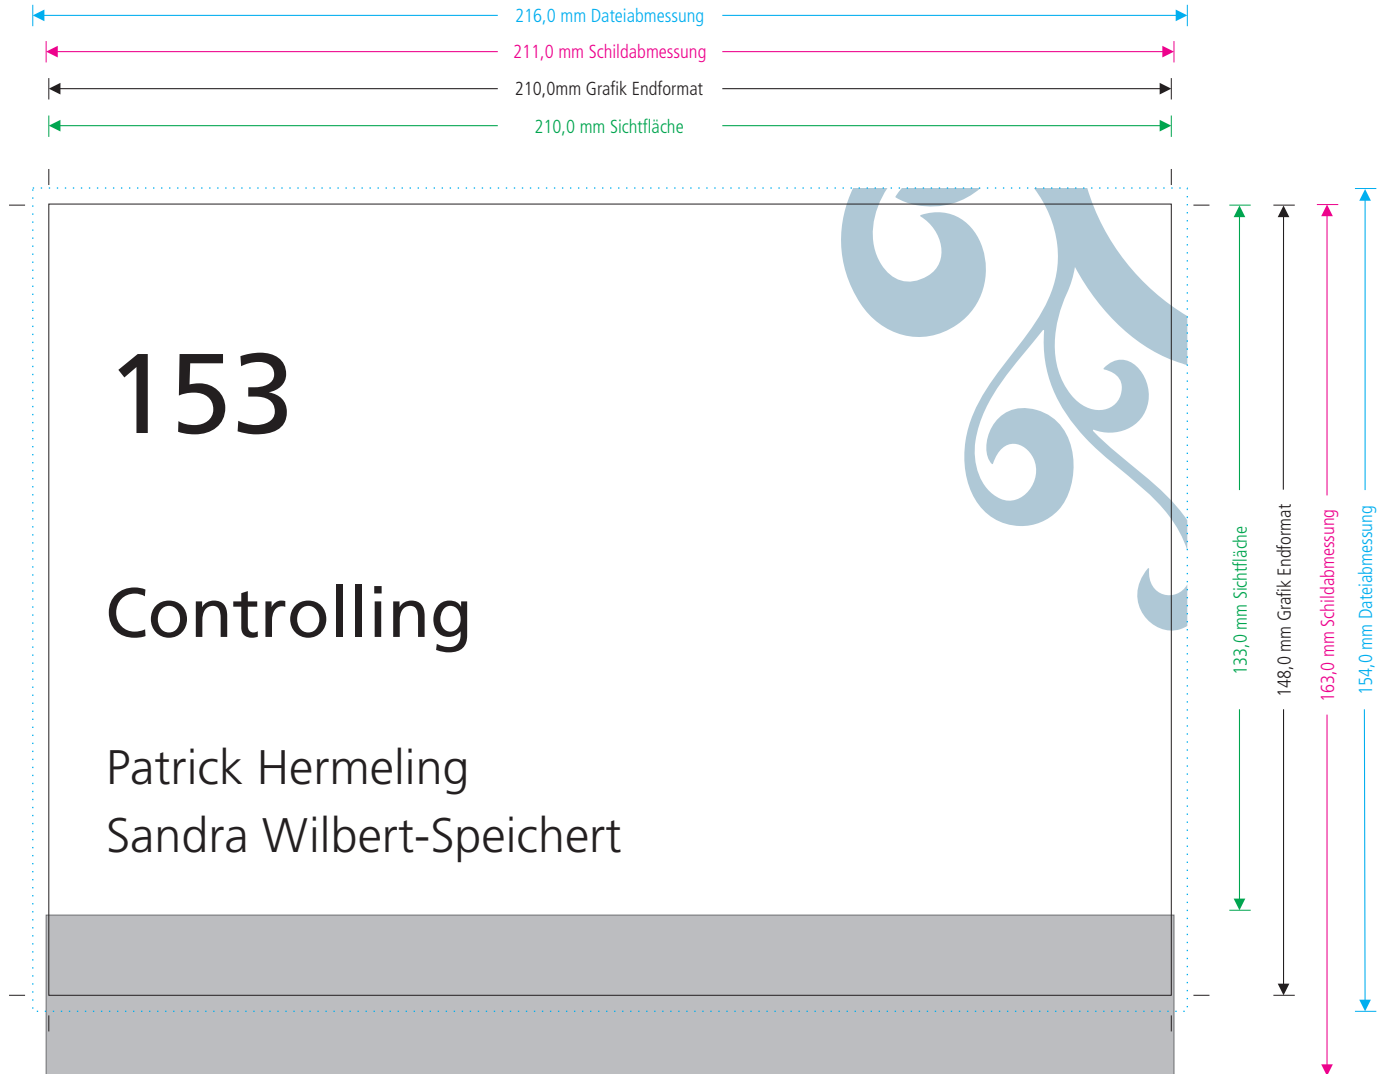 216,0 mm Dateiabmessung
211,0 mm Schildabmessung
210,0mm Grafik Endformat
210,0 mm Sichtfläche
153
Controlling
Patrick Hermeling
Sandra Wilbert-Speichert
133,0 mm Sichtfläche
148,0 mm Grafik Endformat
163,0 mm Schildabmessung
154,0 mm Dateiabmessung